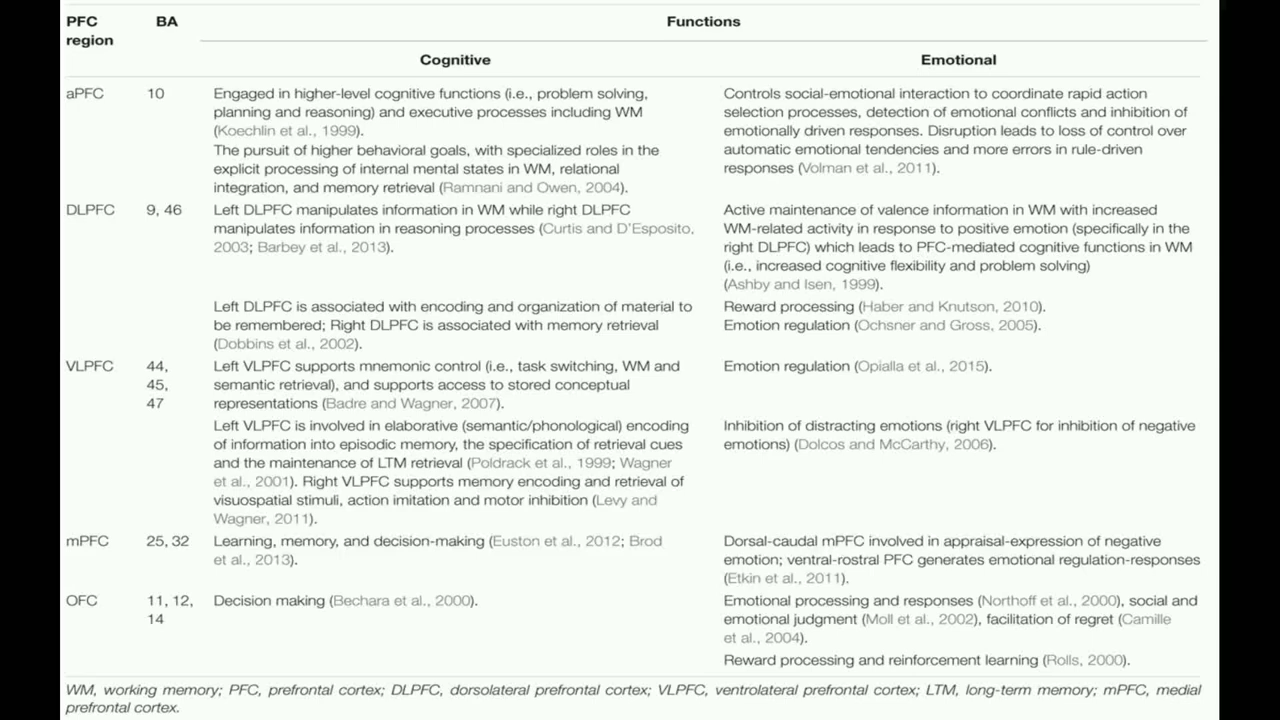 PFC region BA Functions
Cognitive Emotional
aPFC 10
Engaged in higher-level cognitive functions (i.e., problem solving,
planning and reasoning) and executive processes including WM
(Koechlin et al., 1999).
The pursuit of higher behavioral goals, with specialized roles in the
explicit processing of internal mental states in WM, relational
integration, and memory retrieval (Ramnani and Owen, 2004).
Controls social-emotional interaction to coordinate rapid action
selection processes, detection of emotional conflicts and inhibition of
emotionally driven responses. Disruption leads to loss of control over
automatic emotional tendencies and more errors in rule-driven
responses (Volman et al., 2011).
DLPFC 9, 46
Left DLPFC manipulates information in WM while right DLPFC
manipulates information in reasoning processes (Curtis and D'Esposito,
2003; Barbey et al., 2013).
Active maintenance of valence information in WM with increased
WM-related activity in response to positive emotion (specifically in the
right DLPFC) which leads to PFC-mediated cognitive functions in WM
(i.e., increased cognitive flexibility and problem solving)
(Ashby and Isen, 1999).
Left DLPFC is associated with encoding and organization of material to
be remembered; Right DLPFC is associated with memory retrieval
(Dobbins et al., 2002).
Reward processing (Haber and Knutson, 2010).
Emotion regulation (Ochsner and Gross, 2005).
VLPFC 44,
45,
47
Left VLPFC supports mnemonic control (i.e., task switching, WM and
semantic retrieval), and supports access to stored conceptual
representations (Badre and Wagner, 2007).
Emotion regulation (Opialla et al., 2015).
Left VLPFC is involved in elaborative (semantic/phonological) encoding
of information into episodic memory, the specification of retrieval cues
and the maintenance of LTM retrieval (Poldrack et al., 1999; Wagner
et al., 2001). Right VLPFC supports memory encoding and retrieval of
visuospatial stimuli, action imitation and motor inhibition (Levy and
Wagner, 2011).
Inhibition of distracting emotions (right VLPFC for inhibition of negative
emotions) (Dolcos and McCarthy, 2006).
mPFC 25, 32
Learning, memory, and decision-making (Euston et al., 2012; Brod
et al., 2013).
Dorsal-caudal mPFC involved in appraisal-expression of negative
emotion; ventral-rostral PFC generates emotional regulation-responses
(Etkin et al., 2011).
OFC 11, 12,
14
Decision making (Bechara et al., 2000).
Emotional processing and responses (Northoff et al., 2000), social and
emotional judgment (Moll et al., 2002), facilitation of regret (Camille
et al., 2004).
Reward processing and reinforcement learning (Rolls, 2000).
WM, working memory; PFC, prefrontal cortex; DLPFC, dorsolateral prefrontal cortex; VLPFC, ventrolateral prefrontal cortex; LTM, long-term memory; mPFC, medial
prefrontal cortex.